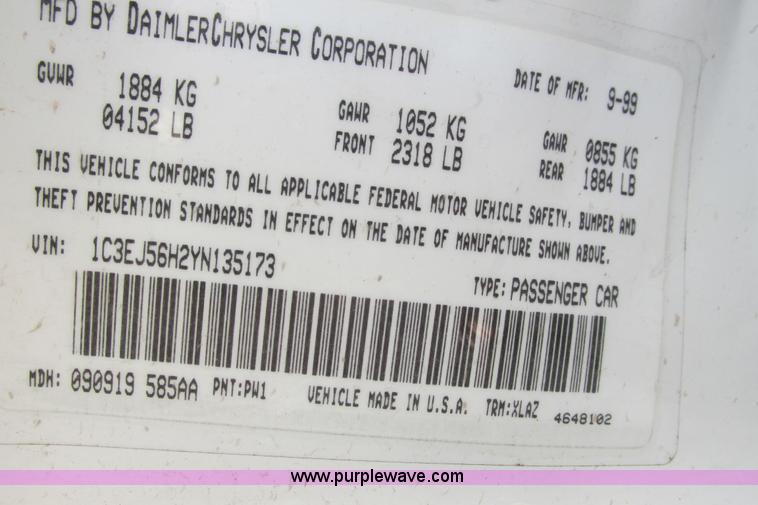 MFD BY DAIMLERCHRYSLER CORPORATION
DATE OF MFR: 9-99
GVWR 1884 KG 04152 LB
GAWR FRONT 1052 KG 2318 LB
GAWR REAR 0855 KG 1884 LB
THIS VEHICLE CONFORMS TO ALL APPLICABLE FEDERAL MOTOR VEHICLE SAFETY, BUMPER AND
THEFT PREVENTION STANDARDS IN EFFECT ON THE DATE OF MANUFACTURE SHOWN ABOVE.
VIN: 1C3EJ56H2YN135173
TYPE: PASSENGER CAR
MDH: 090919 585AA PNT:PW1 VEHICLE MADE IN U.S.A. TRM:XLAZ
4648102
www.purplewave.com